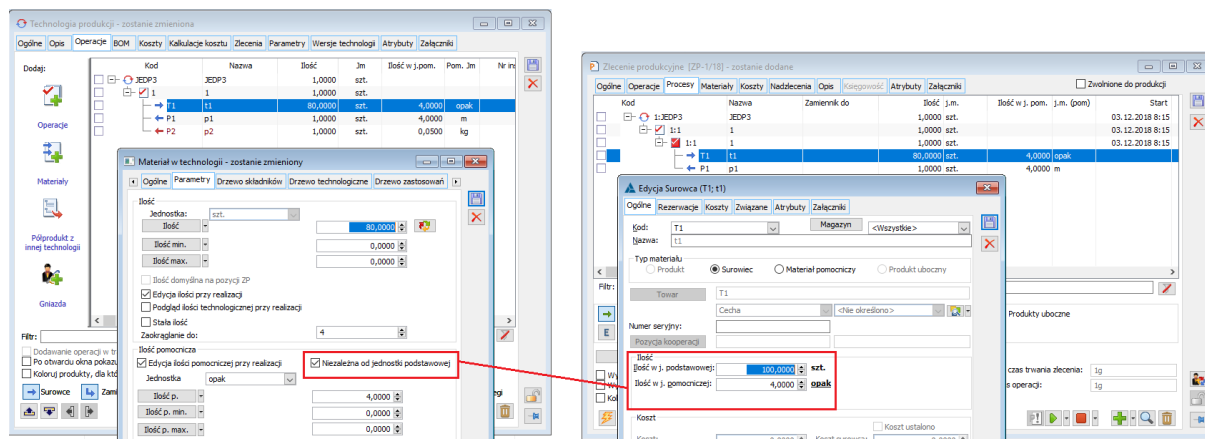 Technologia produkcji - zostanie zmieniona
Ogólne Opis Operacje BOM Koszty Kalkulacje kosztu Zlecenia Parametry Wersje technologii Atrybuty Załączniki
Dodaj:
Operacje
Materiały
Półprodukt z
innej technologii
Gniazda
Kod Nazwa Ilość Jm Ilość w j.pom. Pom. Jm
JEDP3 JEDP3 1,0000 szt.
1 1 1,0000 szt.
T1 t1 80,0000 szt. 4,0000 opak
P1 p1 1,0000 szt. 4,0000 m
P2 p2 1,0000 szt. 0,0500 kg
Filtr:
Dodawanie operacji w
Po otwarciu okna
Koloruj produkty, dla
Surowce
Materiał w technologii - zostanie zmieniony
Ogólne Parametry Drzewo składników Drzewo technologiczne Drzewo zastosowań
Ilość
Jednostka: szt.
Ilość 80,0000
Ilość min. 0,0000
Ilość max. 0,0000
Ilość domyślna na pozycji ZP
Edycja ilości przy realizacji
Podgląd ilości technologicznej przy realizacji
Stała ilość
Zaokrąglanie do: 4
Ilość pomocnicza
Edycja ilości pomocniczej przy realizacji Niezależna od jednostki podstawowej
Jednostka opak
Ilość p. 4,0000
Ilość p. min. 0,0000
Ilość p. max. 0,0000
Zlecenie produkcyjne [ZP-1/18] - zostanie dodane
Ogólne Operacje Procesy Materiały Koszty Nadzlecenia Opis Księgowość Atrybuty Załączniki
Zwolnione do produkcji
Kod Nazwa Zamiennik do Ilość j.m. Ilość w j. pom. j.m. (pom) Start
1:JEDP3 JEDP3 1,0000 szt. 03.12.2018 8:15
1:1 1 1,0000 szt. 03.12.2018 8:15
1:1 1 1,0000 szt. 03.12.2018 8:15
T1 t1 80,0000 szt. 4,0000 opak
P1 p1 1,0000 szt. 4,0000 m
Filtr:
Produkty uboczne
E
czas trwania zlecenia: 1g
s operacji: 1g
Edycja Surowca (T1; t1)
Ogólne Rezerwacje Koszty Związane Atrybuty Załączniki
Kod: T1 Magazyn <Wszystkie>
Nazwa: t1
Typ materiału
Produkt Surowiec Materiał pomocniczy Produkt uboczny
Towar T1
Cecha <Nie określono>
Numer seryjny:
Pozycja kooperacji
Ilość
Ilość w j. podstawowej: 100,0000 szt.
Ilość w j. pomocniczej: 4,0000 opak
Koszt
Koszt ustalono